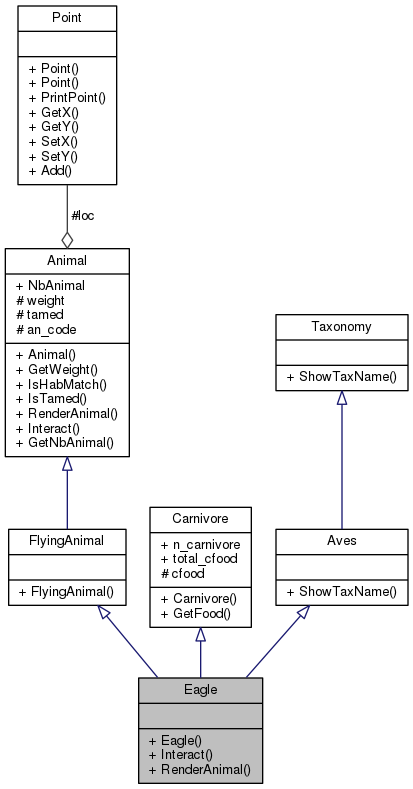 Point
+ Point()
+ Point()
+ PrintPoint()
+ GetX()
+ GetY()
+ SetX()
+ SetY()
+ Add()
#loc
Animal
+ NbAnimal
# weight
# tamed
# an_code
+ Animal()
+ GetWeight()
+ IsHabMatch()
+ IsTamed()
+ RenderAnimal()
+ Interact()
+ GetNbAnimal()
Taxonomy
+ ShowTaxName()
FlyingAnimal
+ FlyingAnimal()
Carnivore
+ n_carnivore
+ total_cfood
# cfood
+ Carnivore()
+ GetFood()
Aves
+ ShowTaxName()
Eagle
+ Eagle()
+ Interact()
+ RenderAnimal()